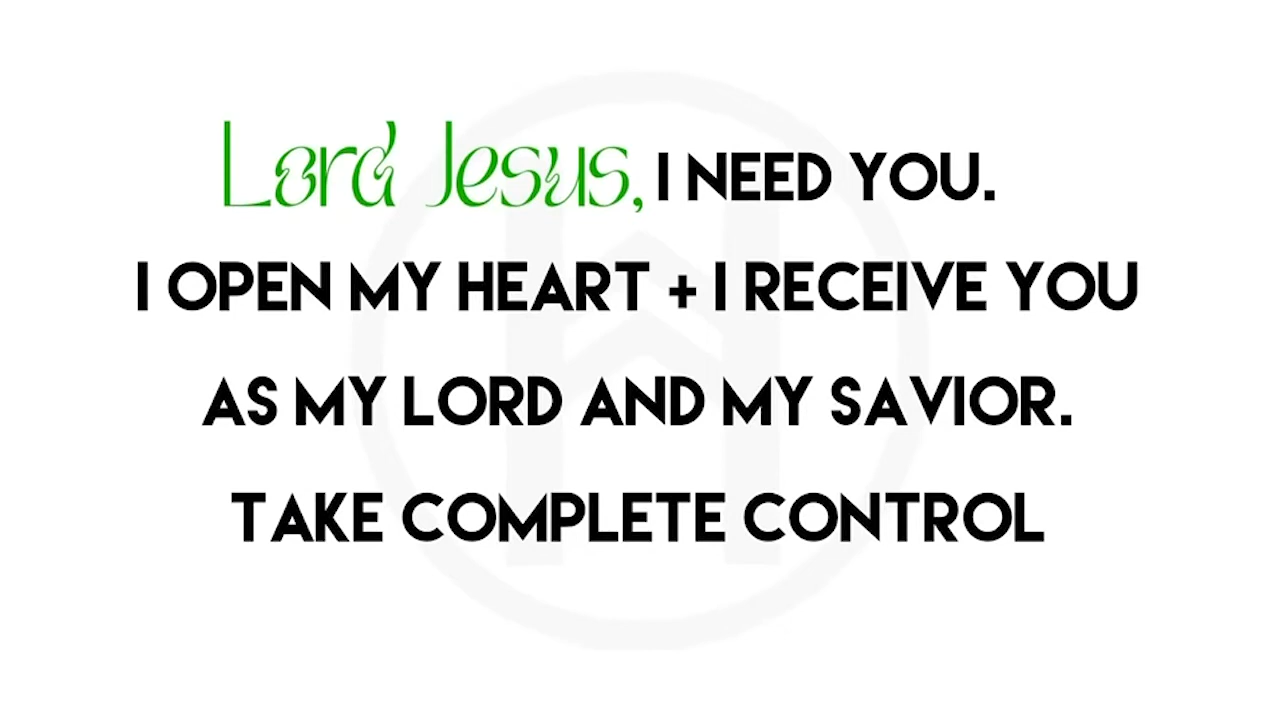 Lord Jesus, I NEED YOU.
I OPEN MY HEART + I RECEIVE YOU
AS MY LORD AND MY SAVIOR.
TAKE COMPLETE CONTROL